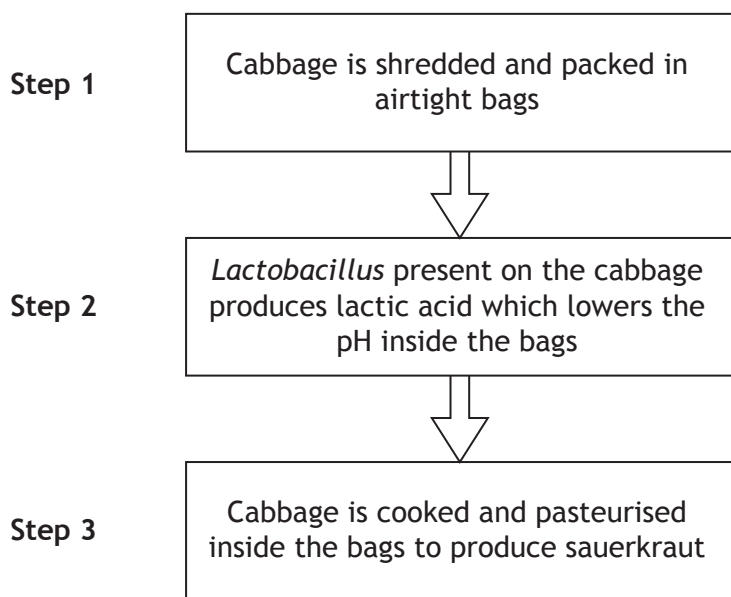 Step 1
Cabbage is shredded and packed in
airtight bags
Step 2
Lactobacillus present on the cabbage
produces lactic acid which lowers the
pH inside the bags
Step 3
Cabbage is cooked and pasteurised
inside the bags to produce sauerkraut